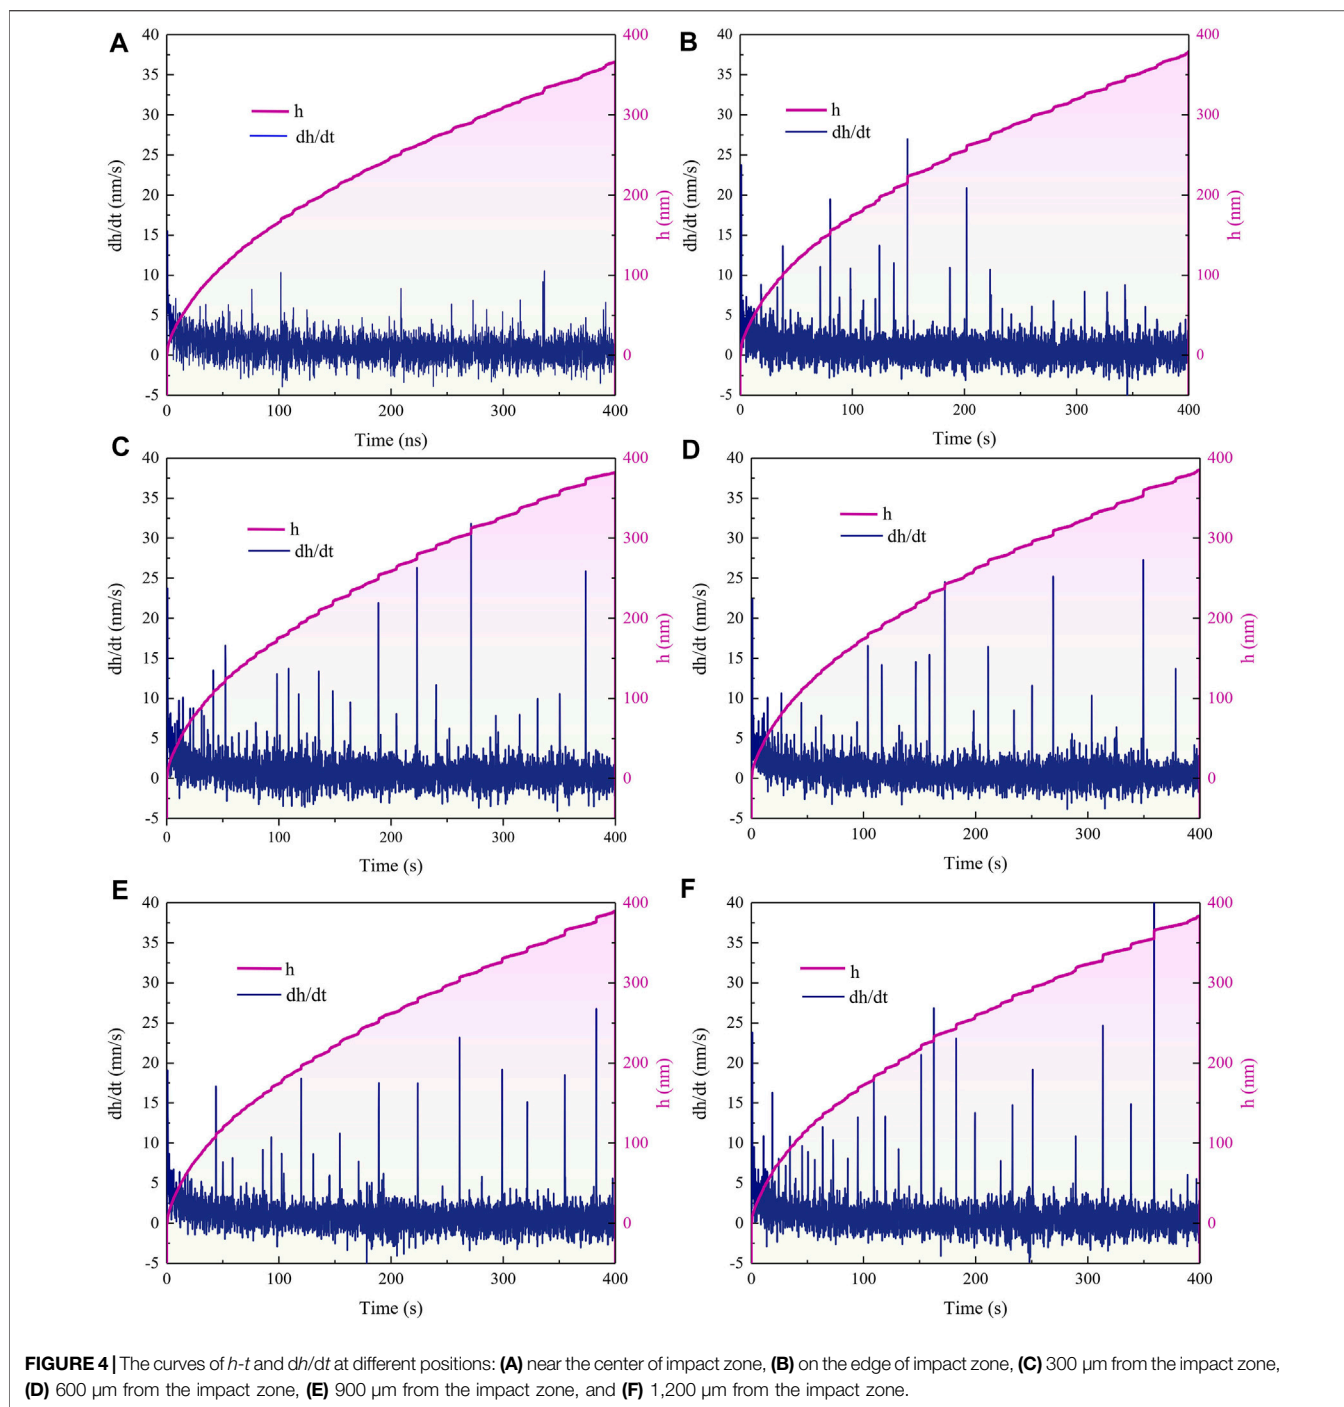 A
40
35
30
25
20
15
10
5
0
-5
dh/dt (nm/s)
h
dh/dt
400
300
200
100
0
h (nm)
0 100 200 300 400
Time (ns)
B
40
35
30
25
20
15
10
5
0
-5
dh/dt (nm/s)
h
dh/dt
400
300
200
100
0
h (nm)
0 100 200 300 400
Time (s)
C
40
35
30
25
20
15
10
5
0
-5
dh/dt (nm/s)
h
dh/dt
400
300
200
100
0
h (nm)
0 100 200 300 400
Time (s)
D
40
35
30
25
20
15
10
5
0
-5
dh/dt (nm/s)
h
dh/dt
400
300
200
100
0
h (nm)
0 100 200 300 400
Time (s)
E
40
35
30
25
20
15
10
5
0
-5
dh/dt (mn/s)
h
dh/dt
400
300
200
100
0
h (nm)
0 100 200 300 400
Time (s)
F
40
35
30
25
20
15
10
5
0
-5
dh/dt (nm/s)
h
dh/dt
400
300
200
100
0
h (nm)
0 100 200 300 400
Time (s)
FIGURE 4 | The curves of h-t and dh/dt at different positions: (A) near the center of impact zone, (B) on the edge of impact zone, (C) 300 μm from the impact zone,
(D) 600 μm from the impact zone, (E) 900 μm from the impact zone, and (F) 1,200 μm from the impact zone.